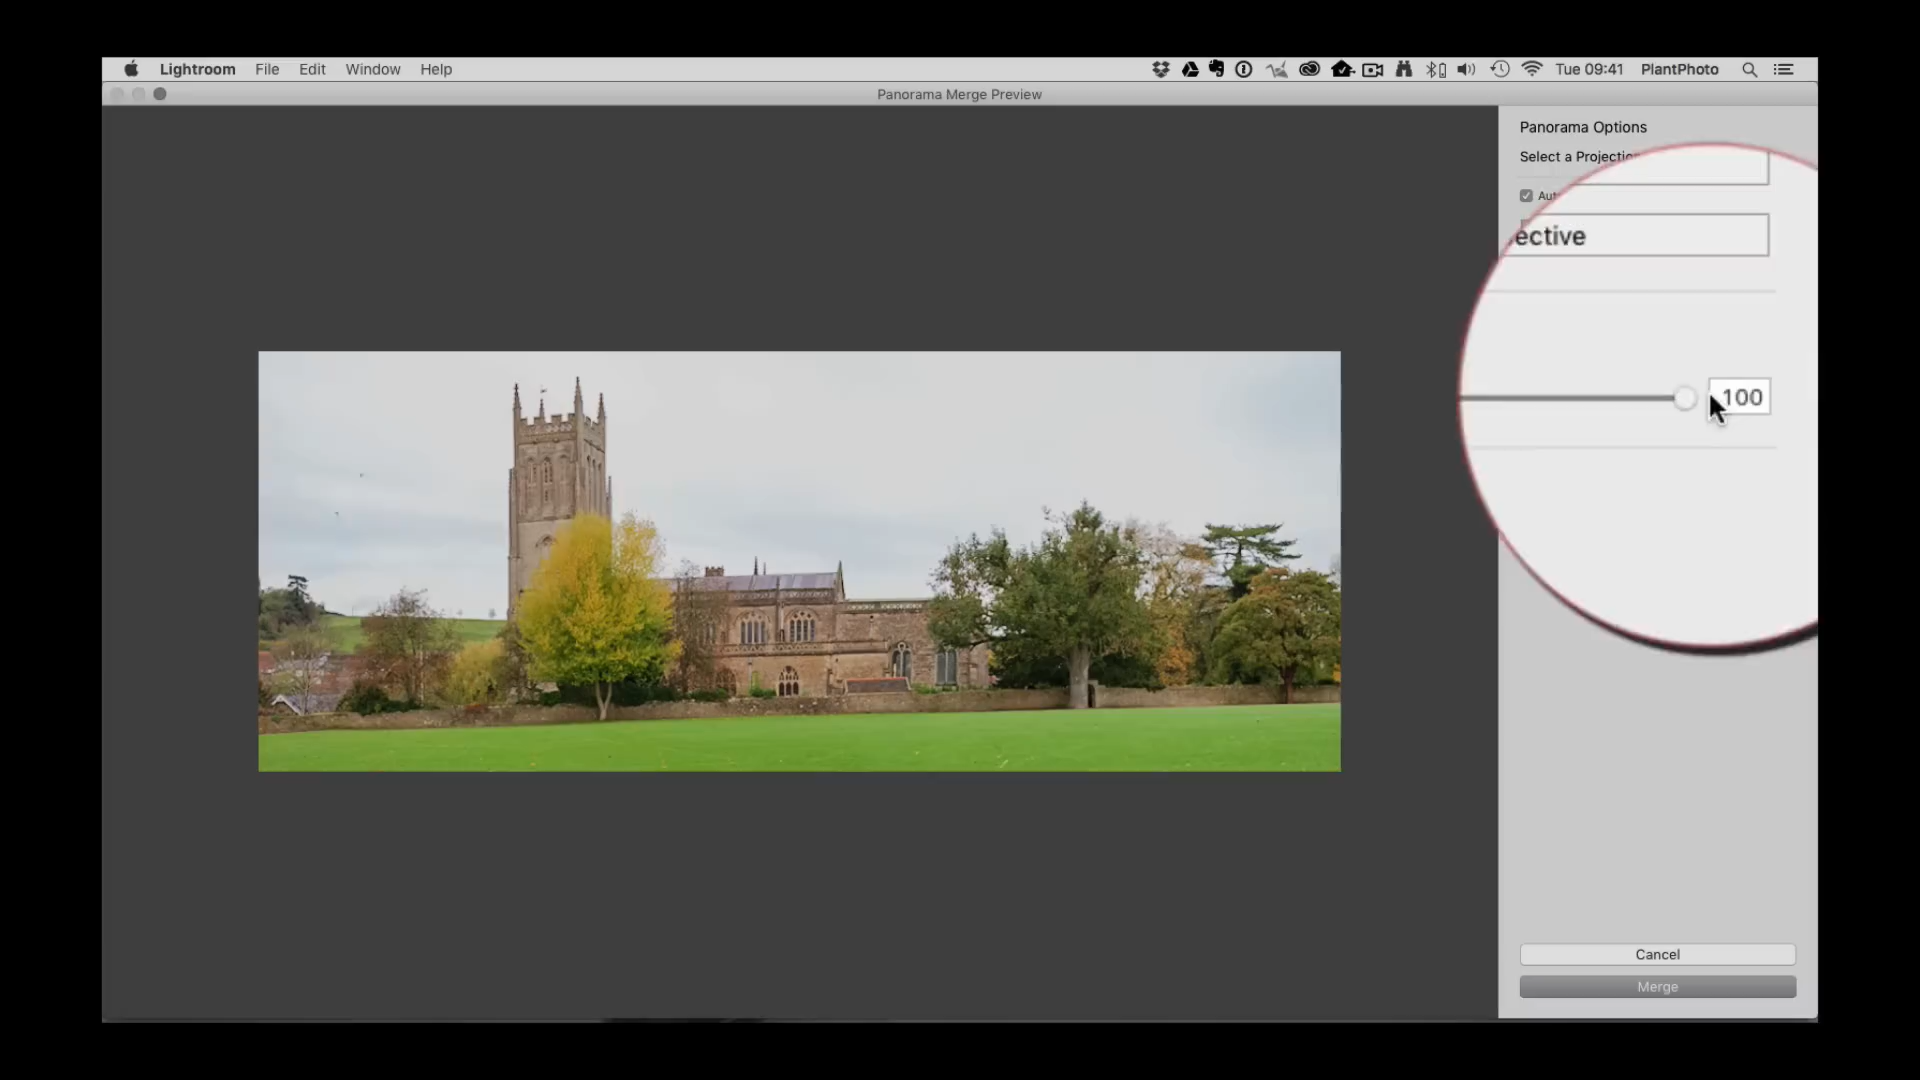 Lightroom File Edit Window Help Tue 09:41 PlantPhoto
Panorama Merge Preview
Panorama Options
Select a
ective
100
Cancel
Merge